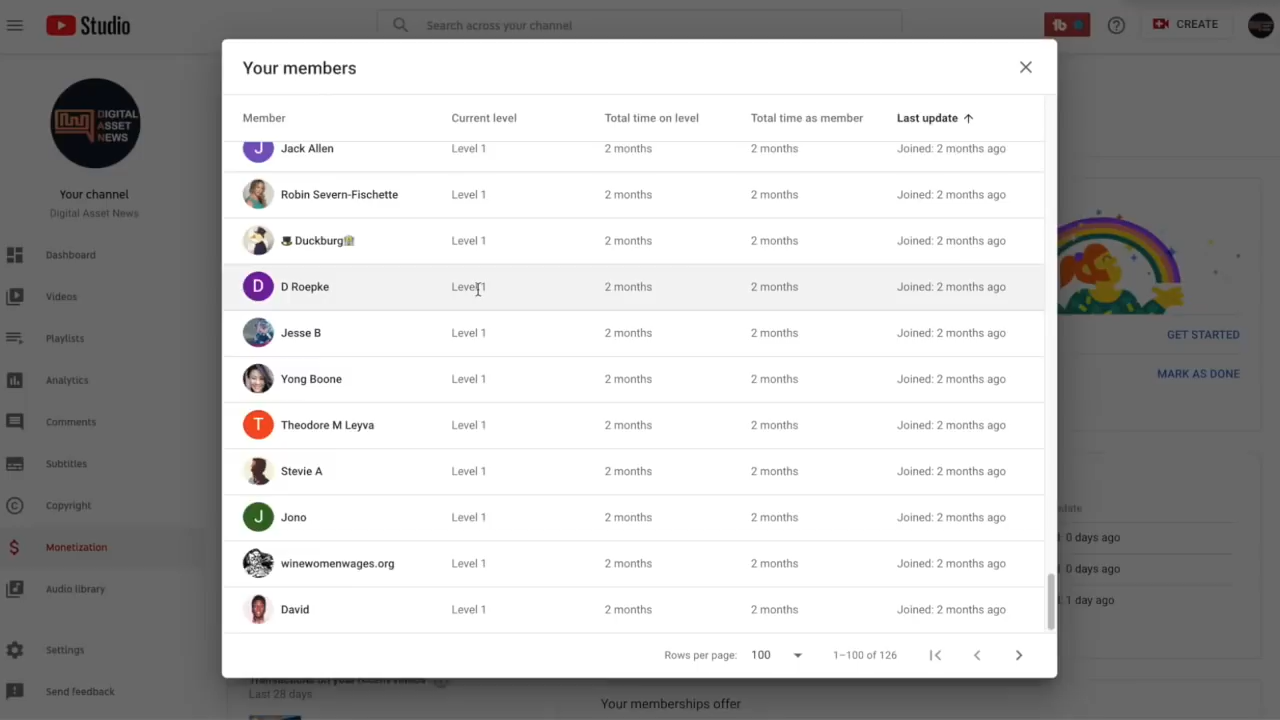 Studio
Search across your channel
CREATE
DIGITAL
ASSET
NEWS
Your channel
Digital Asset News
Dashboard
Videos
Playlists
Analytics
Comments
Subtitles
Copyright
Monetization
Audio library
Settings
Send feedback
Your members
Member Current level Total time on level Total time as member Last update
J Jack Allen Level 1 2 months 2 months Joined: 2 months ago
Robin Severn-Fischette Level 1 2 months 2 months Joined: 2 months ago
Duckburg Level 1 2 months 2 months Joined: 2 months ago
D D Roepke Level 1 2 months 2 months Joined: 2 months ago
Jesse B Level 1 2 months 2 months Joined: 2 months ago
Yong Boone Level 1 2 months 2 months Joined: 2 months ago
T Theodore M Leyva Level 1 2 months 2 months Joined: 2 months ago
Stevie A Level 1 2 months 2 months Joined: 2 months ago
J Jono Level 1 2 months 2 months Joined: 2 months ago
winewomenwages.org Level 1 2 months 2 months Joined: 2 months ago
David Level 1 2 months 2 months Joined: 2 months ago
Rows per page: 100 1–100 of 126
GET STARTED
MARK AS DONE
0 days ago
0 days ago
1 day ago
Last 28 days
Your memberships offer